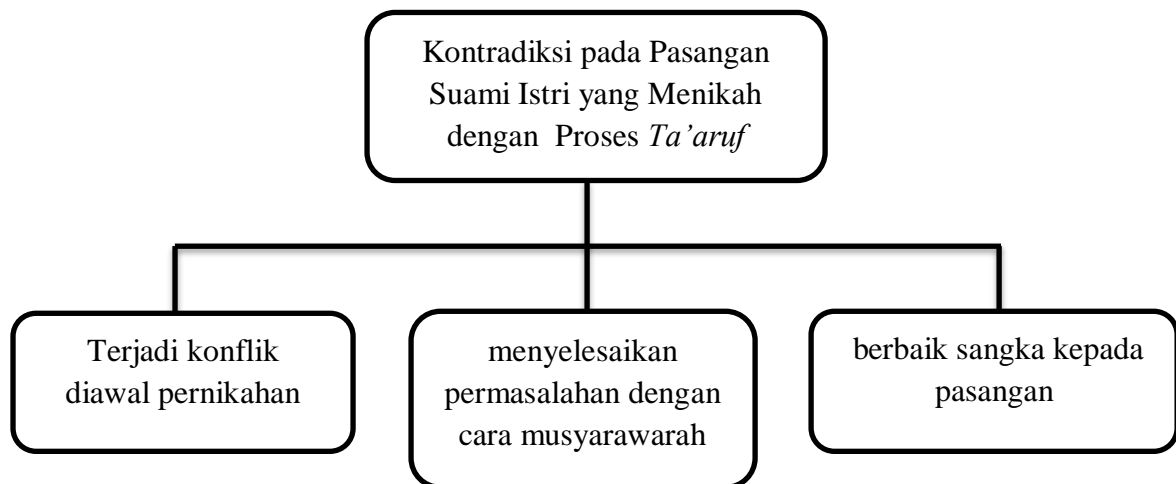 Kontradiksi pada Pasangan
Suami Istri yang Menikah
dengan Proses Ta’aruf
Terjadi konflik
diawal pernikahan
menyelesaikan
permasalahan dengan
cara musyarawarah
berbaik sangka kepada
pasangan